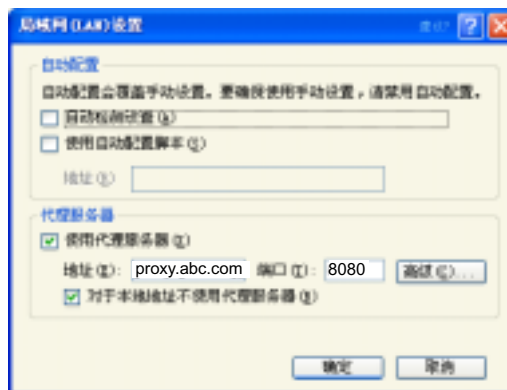 局域网(LAN)设置
自动配置
自动配置会覆盖手动设置。要确保使用手动设置，请禁用自动配置。
自动检测设置(A)
使用自动配置脚本(S)
地址(R)
代理服务器
使用代理服务器(X)
地址(E): proxy.abc.com 端口(T): 8080 高级(C)...
对于本地地址不使用代理服务器(B)
确定 取消